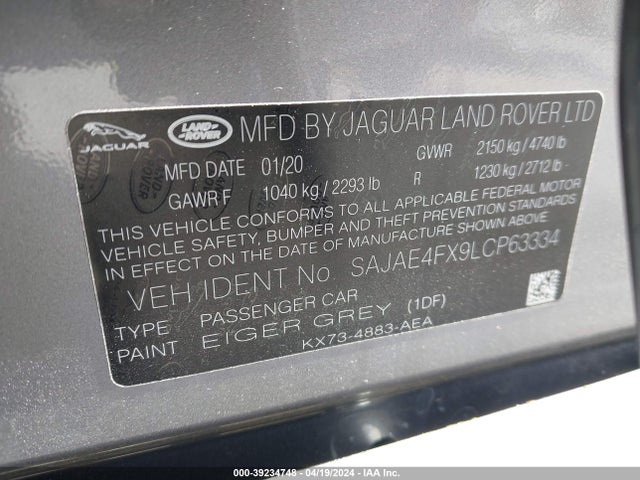 JAGUAR
LAND ROVER
MFD BY JAGUAR LAND ROVER LTD
MFD DATE 01/20 GVWR 2150 kg / 4740 lb
GAWR F 1040 kg / 2293 lb R 1230 kg / 2712 lb
THIS VEHICLE CONFORMS TO ALL APPLICABLE FEDERAL MOTOR
VEHICLE SAFETY, BUMPER AND THEFT PREVENTION STANDARDS
IN EFFECT ON THE DATE OF MANUFACTURE SHOWN ABOVE.
VEH IDENT No. SAJAE4FX9LCP63334
TYPE PASSENGER CAR
PAINT EIGER GREY (1DF)
KX73-4883-AEA
000-39234748 - 04/19/2024 - IAA Inc.